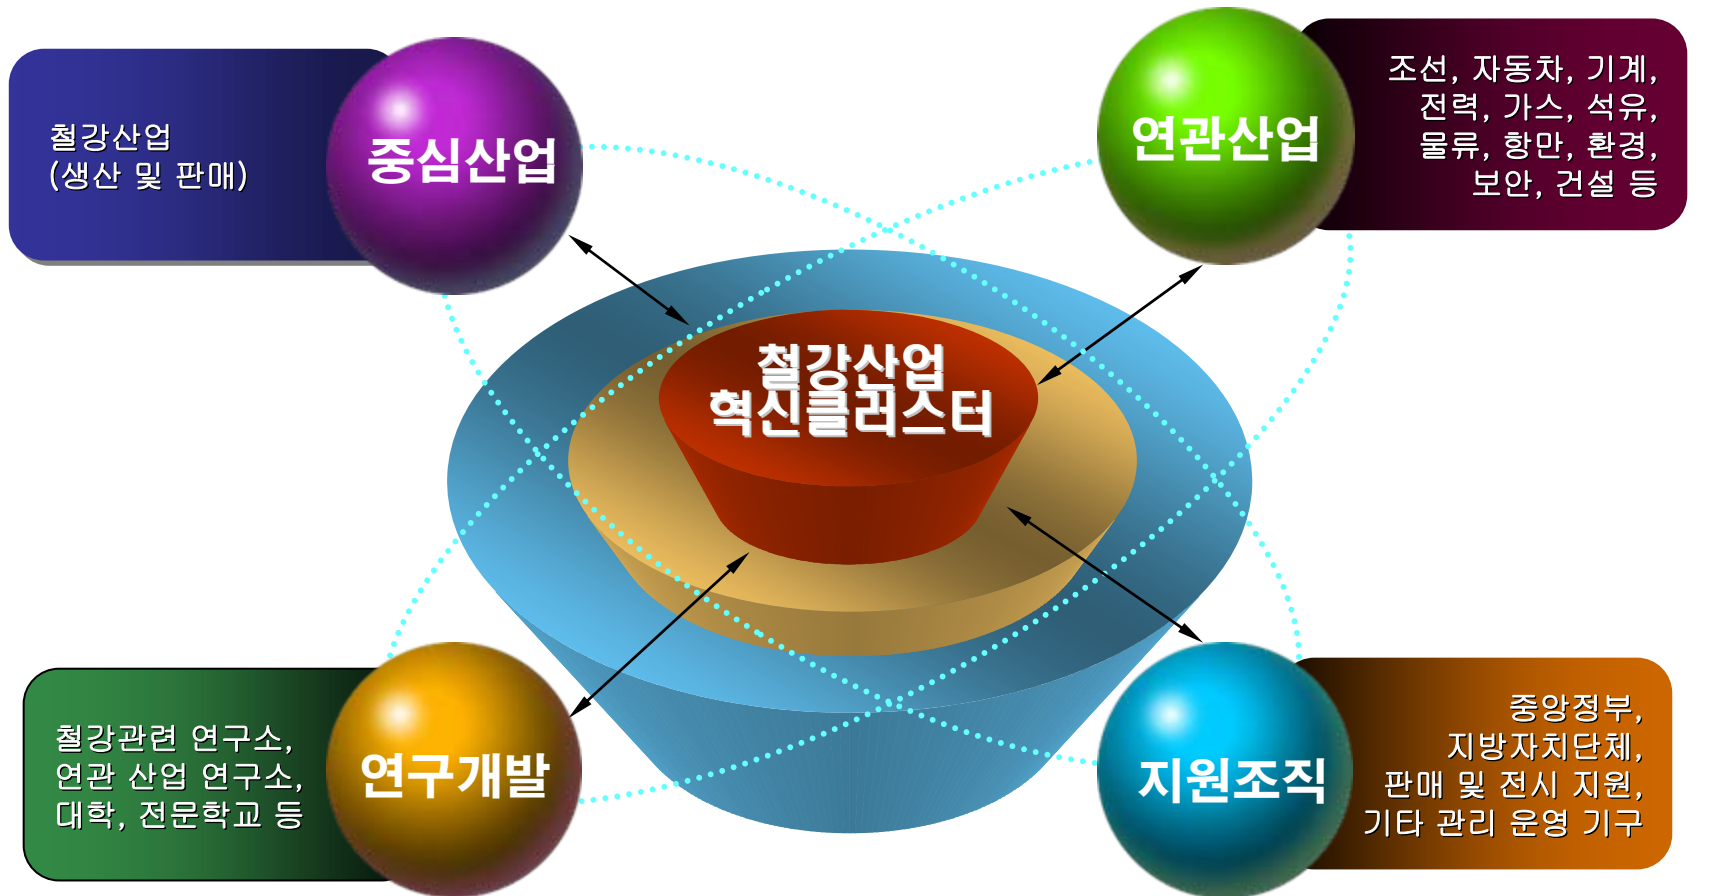 철강산업
(생산 및 판매)
중심산업
연관산업
조선, 자동차, 기계,
전력, 가스, 석유,
물류, 항만, 환경,
보안, 건설 등
철강산업
혁신클러스터
철강관련 연구소,
연관 산업 연구소,
대학, 전문학교 등
연구개발
지원조직
중앙정부,
지방자치단체,
판매 및 전시 지원,
기타 관리 운영 기구